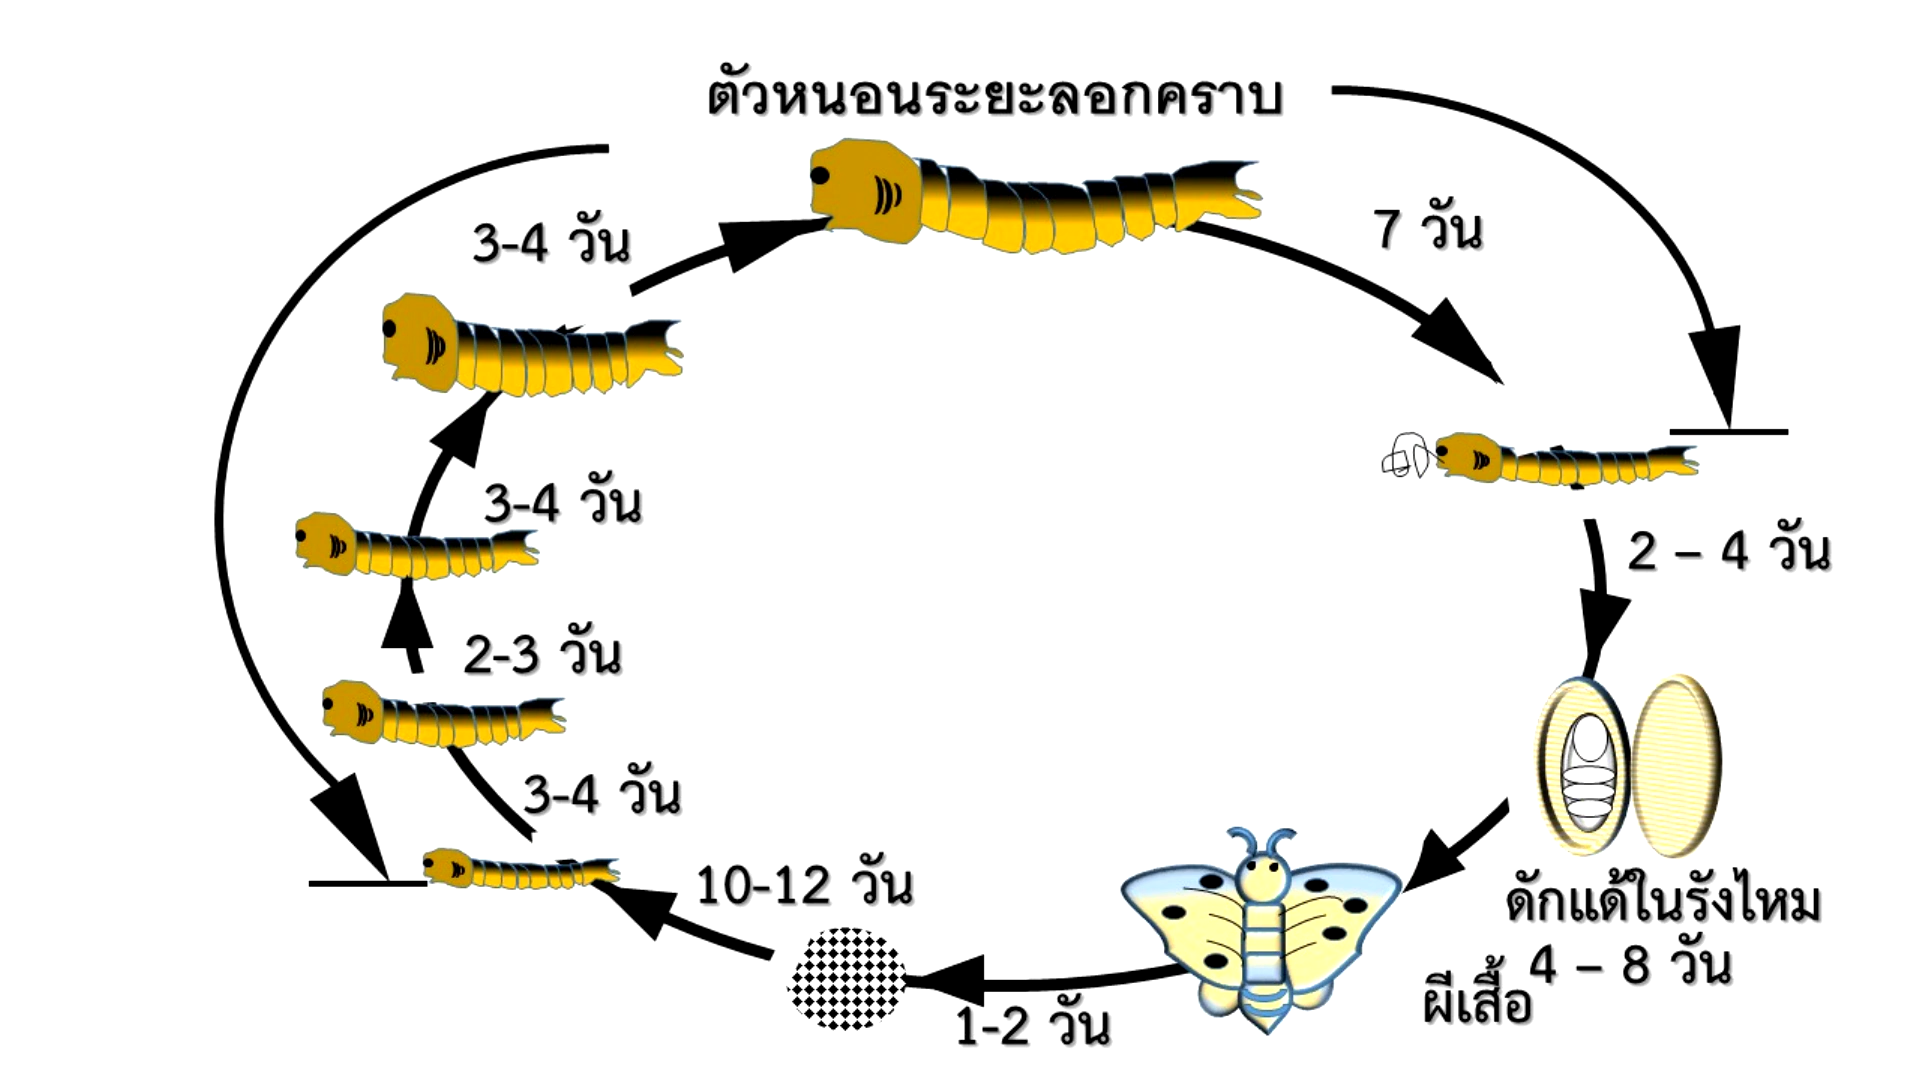 ตัวหนอนระยะลอกคราบ
3-4 วัน
7 วัน
3-4 วัน
2 – 4 วัน
2-3 วัน
3-4 วัน
10-12 วัน
ดักแด้ในรังไหม
4 – 8 วัน
ผีเสื้อ
1-2 วัน